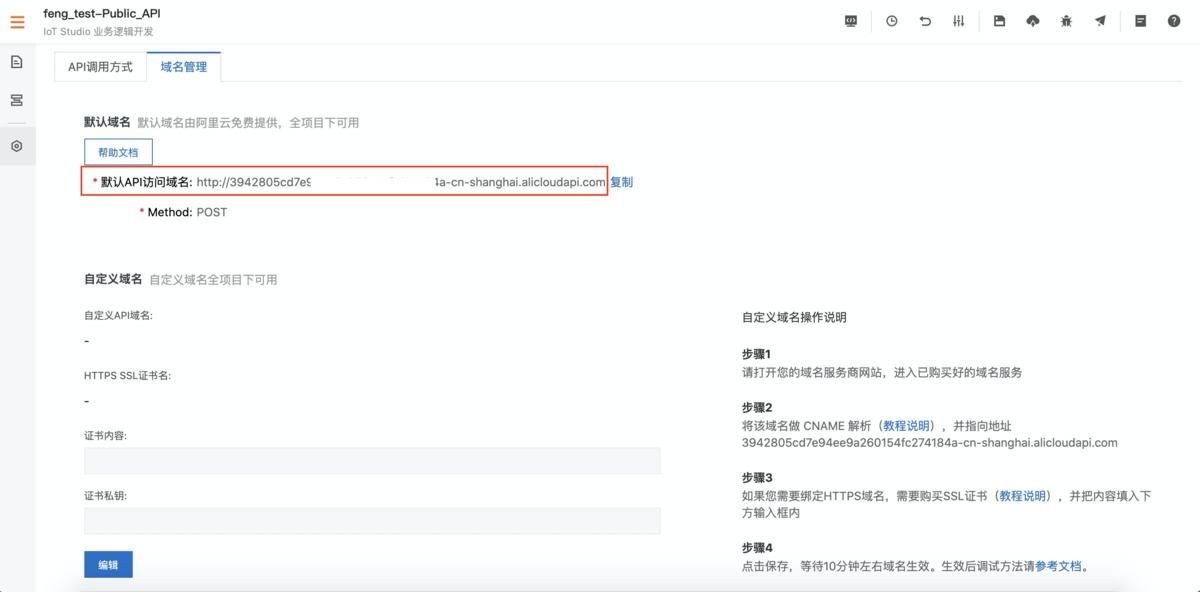 feng_test-Public_API
IoT Studio 业务逻辑开发
API调用方式 域名管理
默认域名 默认域名由阿里云免费提供，全项目下可用
帮助文档
* 默认API访问域名: http://3942805cd7e9 4a-cn-shanghai.alicloudapi.com 复制
* Method: POST
自定义域名 自定义域名全项目下可用
自定义API域名:
-
HTTPS SSL证书名:
-
证书内容:
证书私钥:
编辑
自定义域名操作说明
步骤1
请打开您的域名服务商网站，进入已购买好的域名服务
步骤2
将该域名做 CNAME 解析（教程说明），并指向地址
3942805cd7e94ee9a260154fc274184a-cn-shanghai.alicloudapi.com
步骤3
如果您需要绑定HTTPS域名，需要购买SSL证书（教程说明），并把内容填入下
方输入框内
步骤4
点击保存，等待10分钟左右域名生效。生效后调试方法请参考文档。